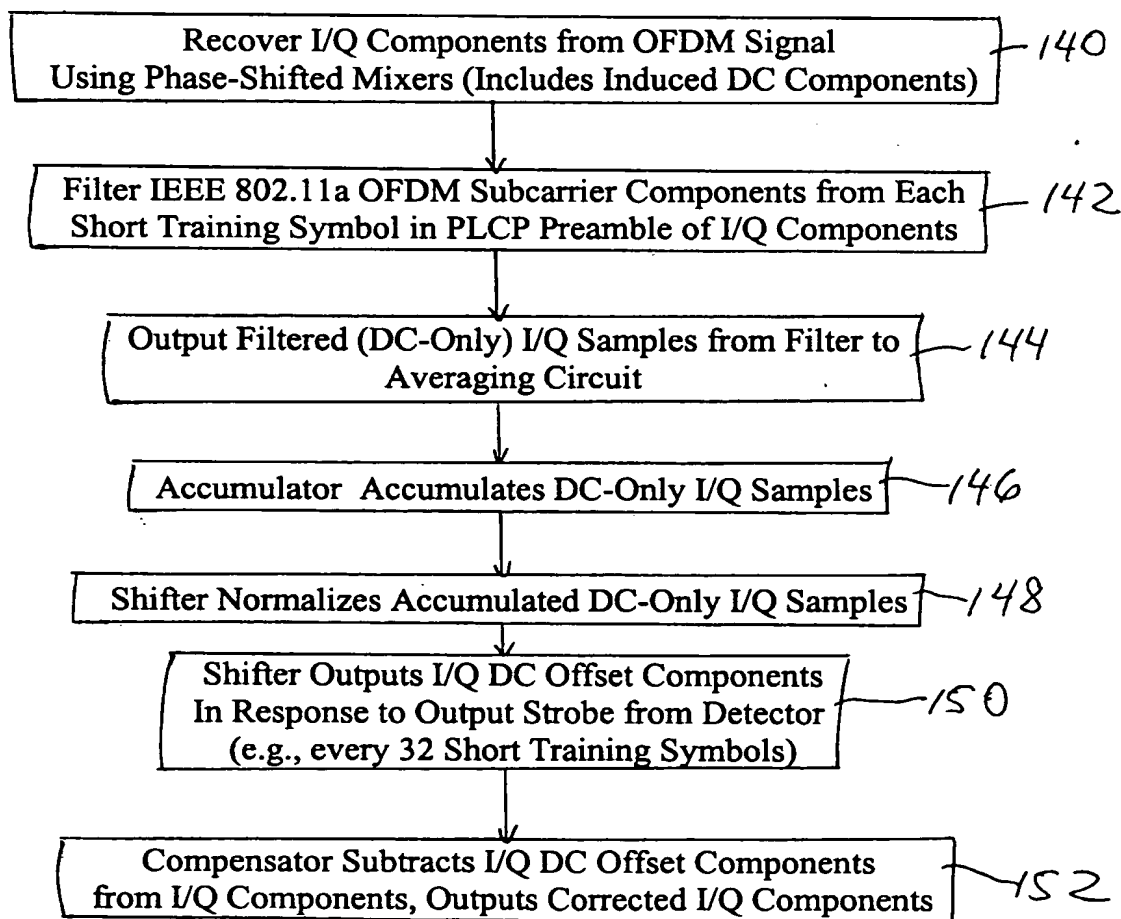 Recover I/Q Components from OFDM Signal
Using Phase-Shifted Mixers (Includes Induced DC Components)
140
Filter IEEE 802.11a OFDM Subcarrier Components from Each
Short Training Symbol in PLCP Preamble of I/Q Components
142
Output Filtered (DC-Only) I/Q Samples from Filter to
Averaging Circuit
144
Accumulator Accumulates DC-Only I/Q Samples
146
Shifter Normalizes Accumulated DC-Only I/Q Samples
148
Shifter Outputs I/Q DC Offset Components
In Response to Output Strobe from Detector
(e.g., every 32 Short Training Symbols)
150
Compensator Subtracts I/Q DC Offset Components
from I/Q Components, Outputs Corrected I/Q Components
152